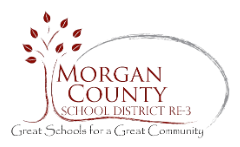 MORGAN
COUNTY
SCHOOL DISTRICT RE-3
Great Schools for a Great Community